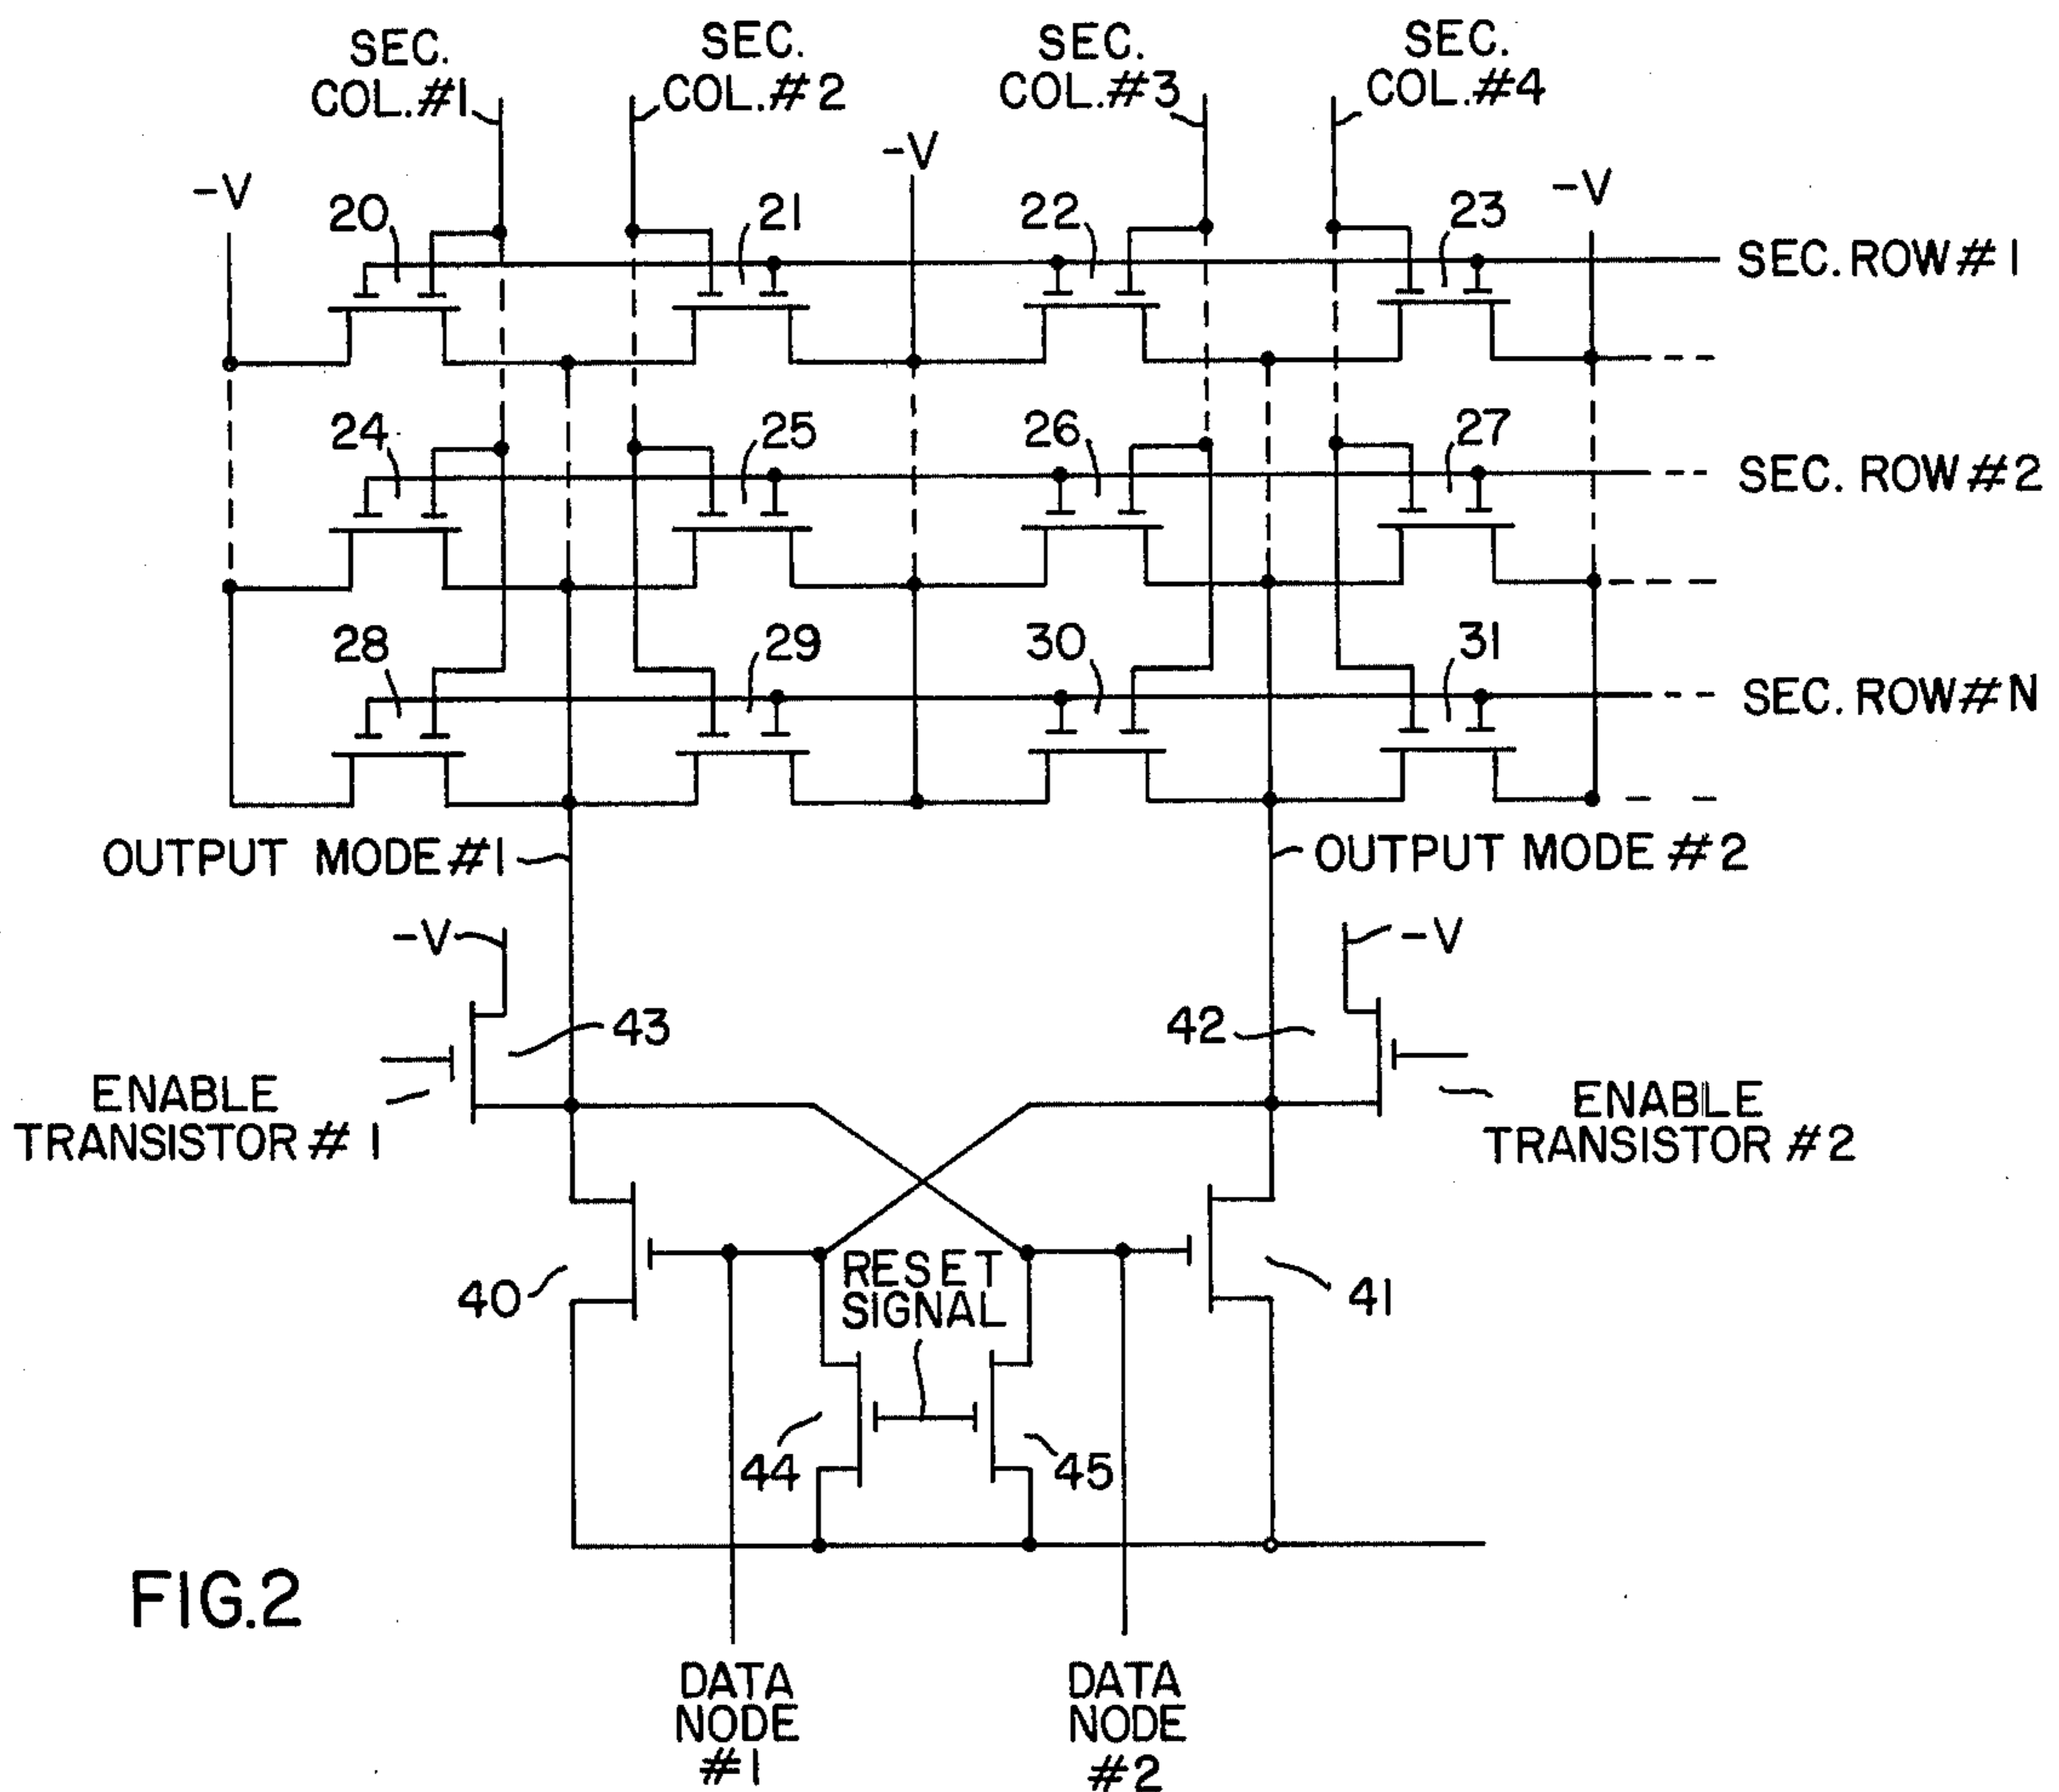 SEC.
COL.#1
SEC.
COL.#2
SEC.
COL.#3
SEC.
COL.#4
-V
-V
-V
20
21
22
23
SEC. ROW #1
24
25
26
27
SEC. ROW #2
28
29
30
31
SEC. ROW #N
OUTPUT MODE #1
OUTPUT MODE #2
-V
-V
43
42
ENABLE
TRANSISTOR # 1
ENABLE
TRANSISTOR #2
40
RESET
SIGNAL
41
44
45
FIG.2
DATA
NODE
#1
DATA
NODE
#2